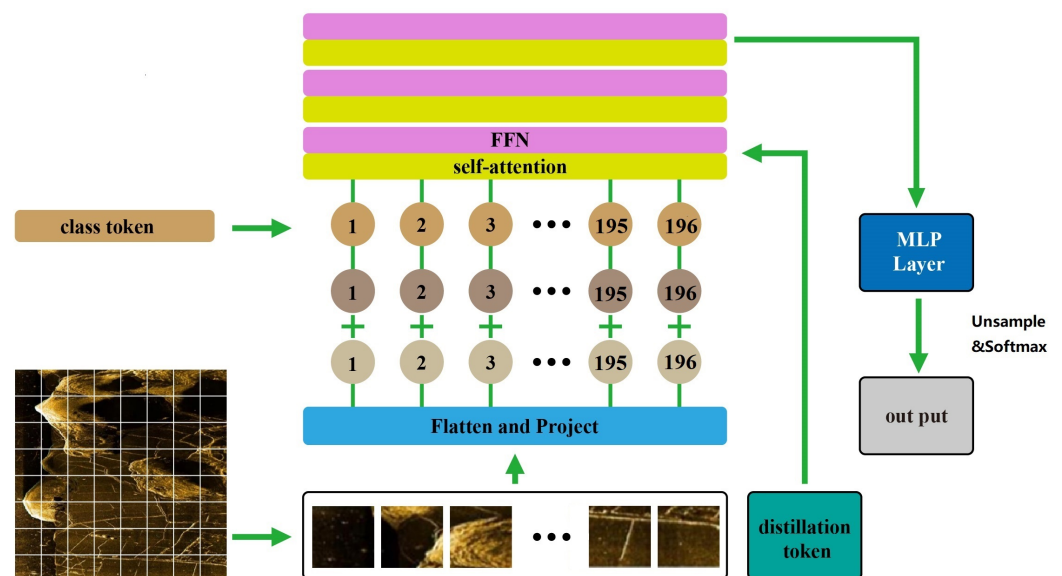 FFN
self-attention
class token
1 2 3 ••• 195 196
1 2 3 ••• 195 196
+ + + + +
1 2 3 ••• 195 196
Flatten and Project
•••
distillation
token
MLP
Layer
Unsample
&Softmax
out put